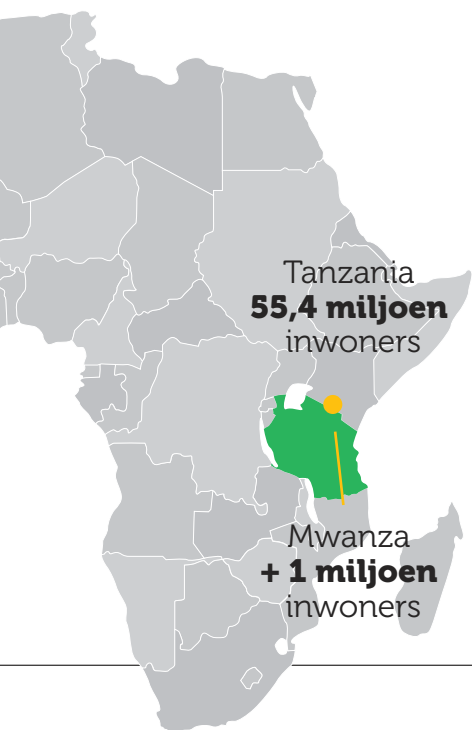 Tanzania
55,4 miljoen
inwoners
Mwanza
+ 1 miljoen
inwoners